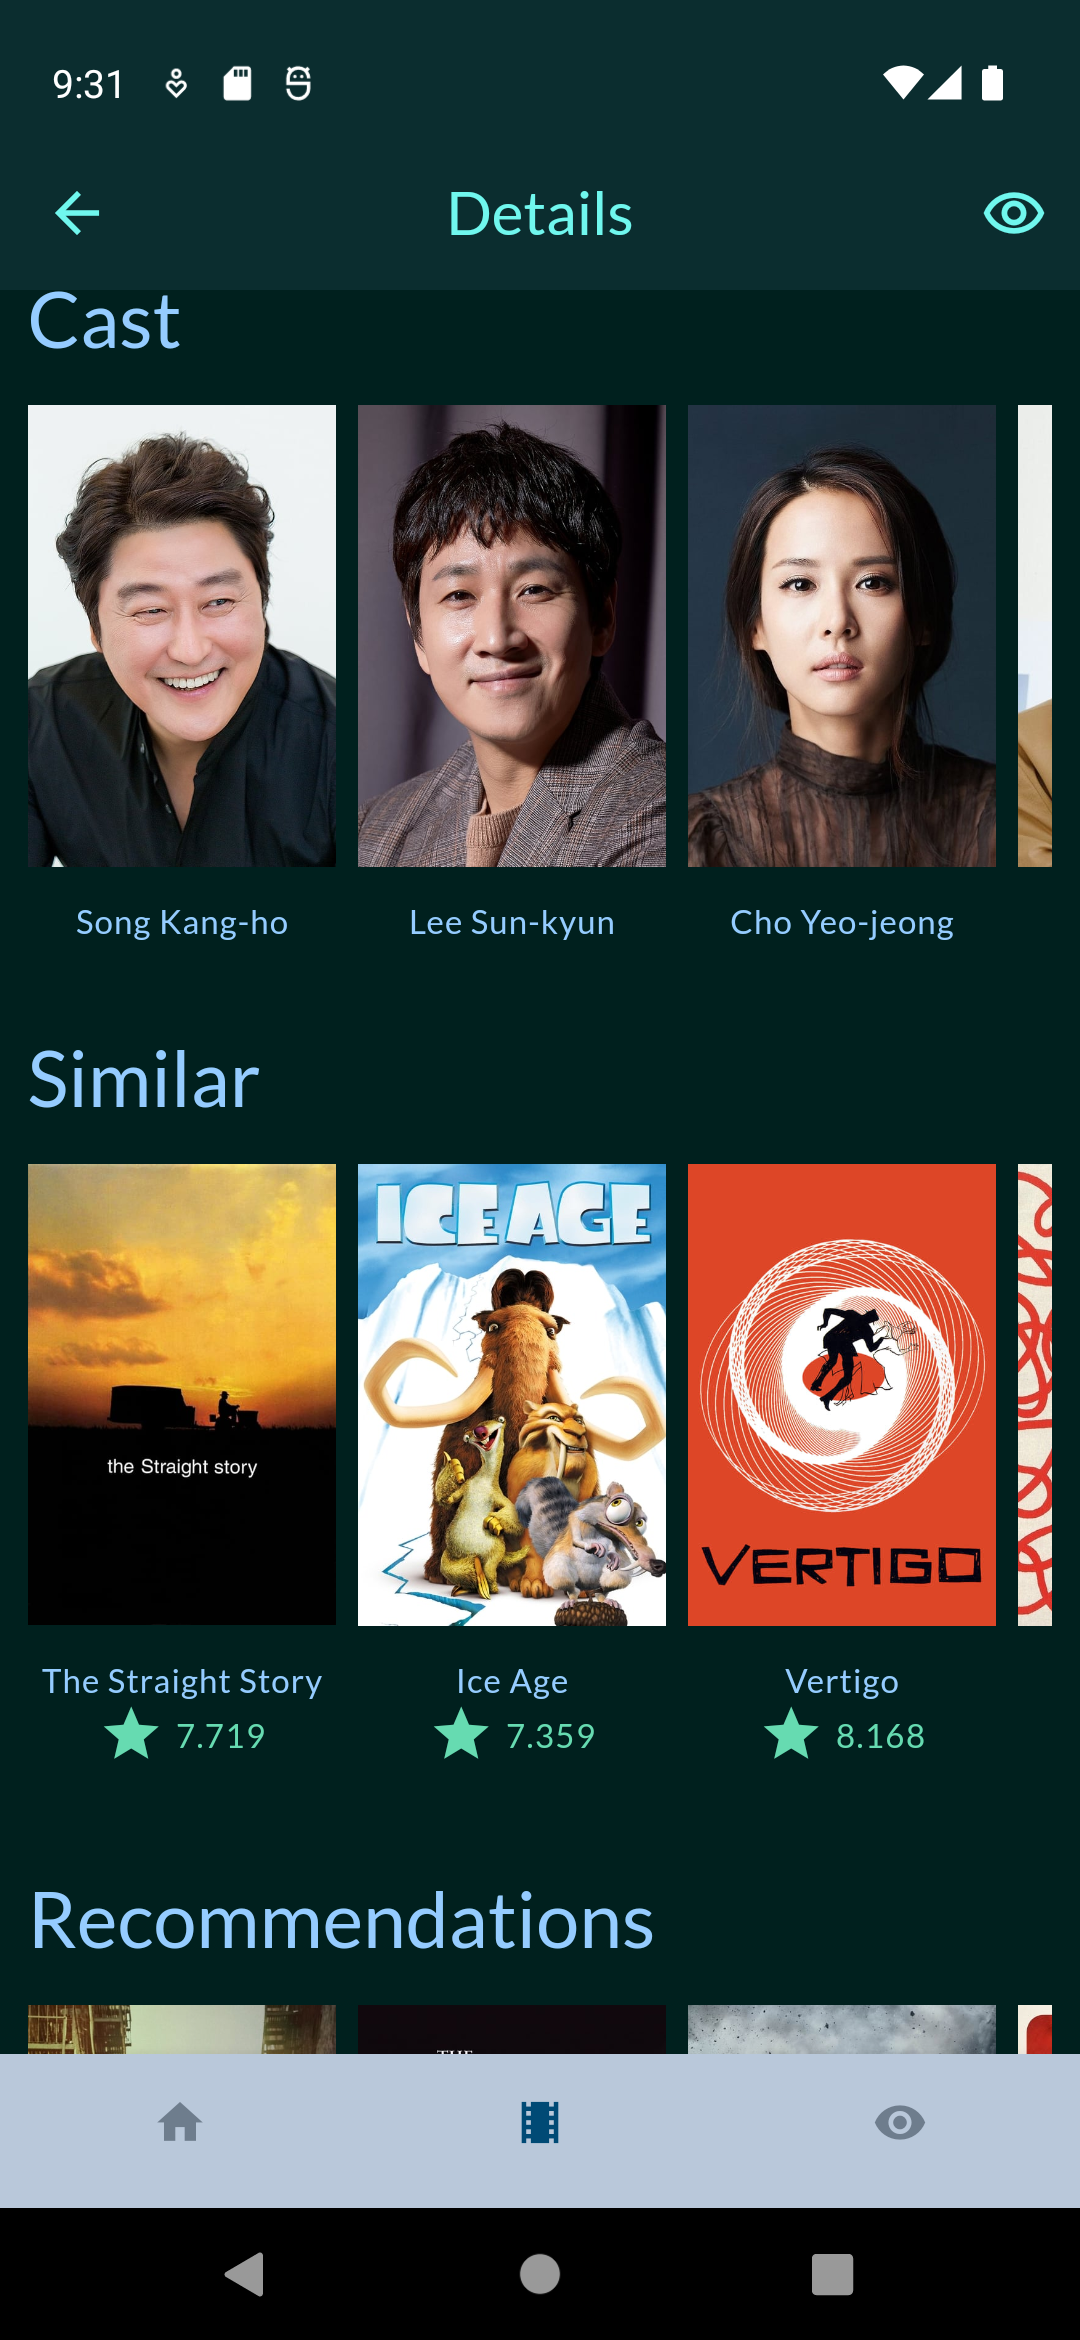 9:31
Details
Cast
Song Kang-ho
Lee Sun-kyun
Cho Yeo-jeong
Similar
the Straight story
ICE AGE
VERTIGO
The Straight Story
Ice Age
Vertigo
7.719
7.359
8.168
Recommendations